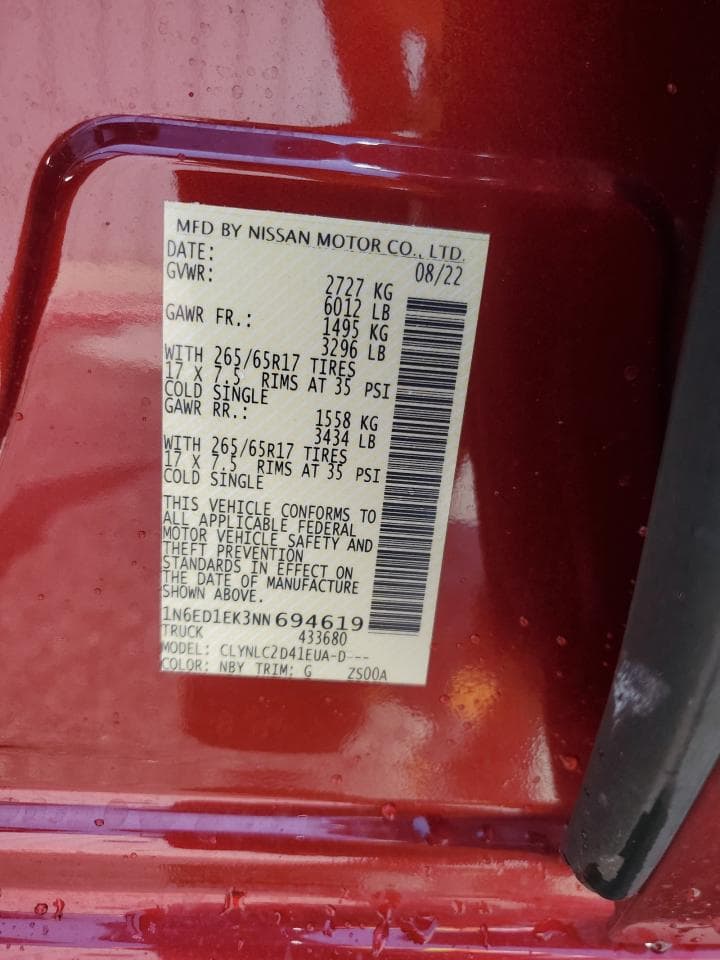 MFD BY NISSAN MOTOR CO., LTD.
DATE: 08/22
GVWR: 2727 KG
6012 LB
GAWR FR.: 1495 KG
3296 LB
WITH 265/65R17 TIRES
17 X 7.5 RIMS AT 35 PSI
COLD SINGLE
GAWR RR.: 1558 KG
3434 LB
WITH 265/65R17 TIRES
17 X 7.5 RIMS AT 35 PSI
COLD SINGLE
THIS VEHICLE CONFORMS TO
ALL APPLICABLE FEDERAL
MOTOR VEHICLE SAFETY AND
THEFT PREVENTION
STANDARDS IN EFFECT ON
THE DATE OF MANUFACTURE
SHOWN ABOVE.
1N6ED1EK3NN694619
TRUCK 433680
MODEL: CLYNLC2D41EUA-D---
COLOR: NBY TRIM: G ZS00A